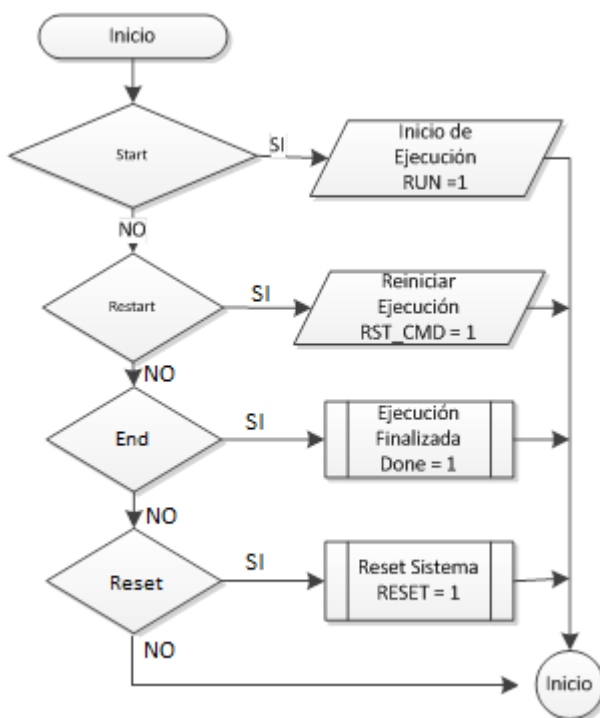 Inicio
Start
SI
Inicio de
Ejecución
RUN =1
NO
Restart
SI
Reiniciar
Ejecución
RST_CMD = 1
NO
End
SI
Ejecución
Finalizada
Done = 1
NO
Reset
SI
Reset Sistema
RESET = 1
NO
Inicio